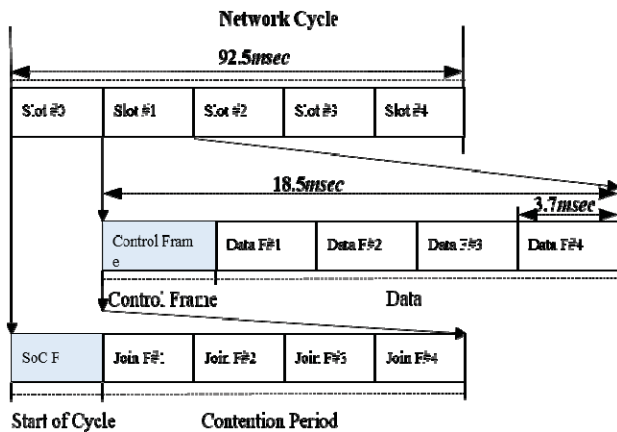 Network Cycle
92.5msec
Slot #0 Slot #1 Slot #2 Slot #3 Slot #4
18.5msec
3.7msec
Control Fram
e
Data F#1 Data F#2 Data F#3 Data F#4
Control Frame Data
SoC F Join F#1 Join F#2 Join F#3 Join F#4
Start of Cycle Contention Period